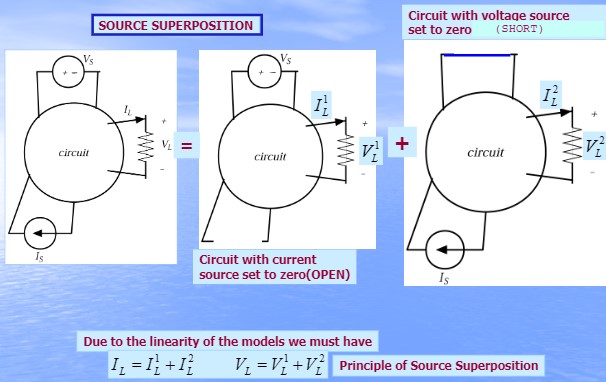 SOURCE SUPERPOSITION
Circuit with voltage source
set to zero (SHORT)
V_S
+ -
I_L
+
V_L
-
circuit
I_S
=
V_S
+ -
I_L^1
+
V_L^1
-
circuit
Circuit with current
source set to zero(OPEN)
+
I_L^2
+
V_L^2
-
circuit
I_S
Due to the linearity of the models we must have
I_L = I_L^1 + I_L^2 V_L = V_L^1 + V_L^2 Principle of Source Superposition